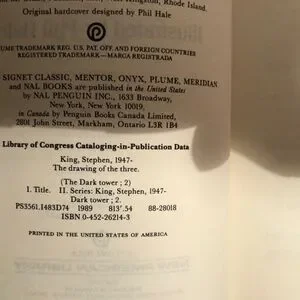 Kingston, Rhode Island.
Original hardcover designed by Phil Hale
TRADEMARK REG. U.S. PAT. OFF. AND FOREIGN COUNTRIES
REGISTERED TRADEMARK—MARCA REGISTRADA
SIGNET CLASSIC, MENTOR, ONYX, PLUME, MERIDIAN
and NAL BOOKS are published in the United States
by NAL PENGUIN INC., 1633 Broadway,
New York, New York 10019,
in Canada by Penguin Books Canada Limited,
2801 John Street, Markham, Ontario L3R 1B4
Library of Congress Cataloging-in-Publication Data
King, Stephen, 1947-
The drawing of the three.
(The Dark tower ; 2)
I. Title. II. Series: King, Stephen, 1947-
Dark tower ; 2.
PS3561.I483D74 1989 813'.54 88-28018
ISBN 0-452-26214-3
PRINTED IN THE UNITED STATES OF AMERICA